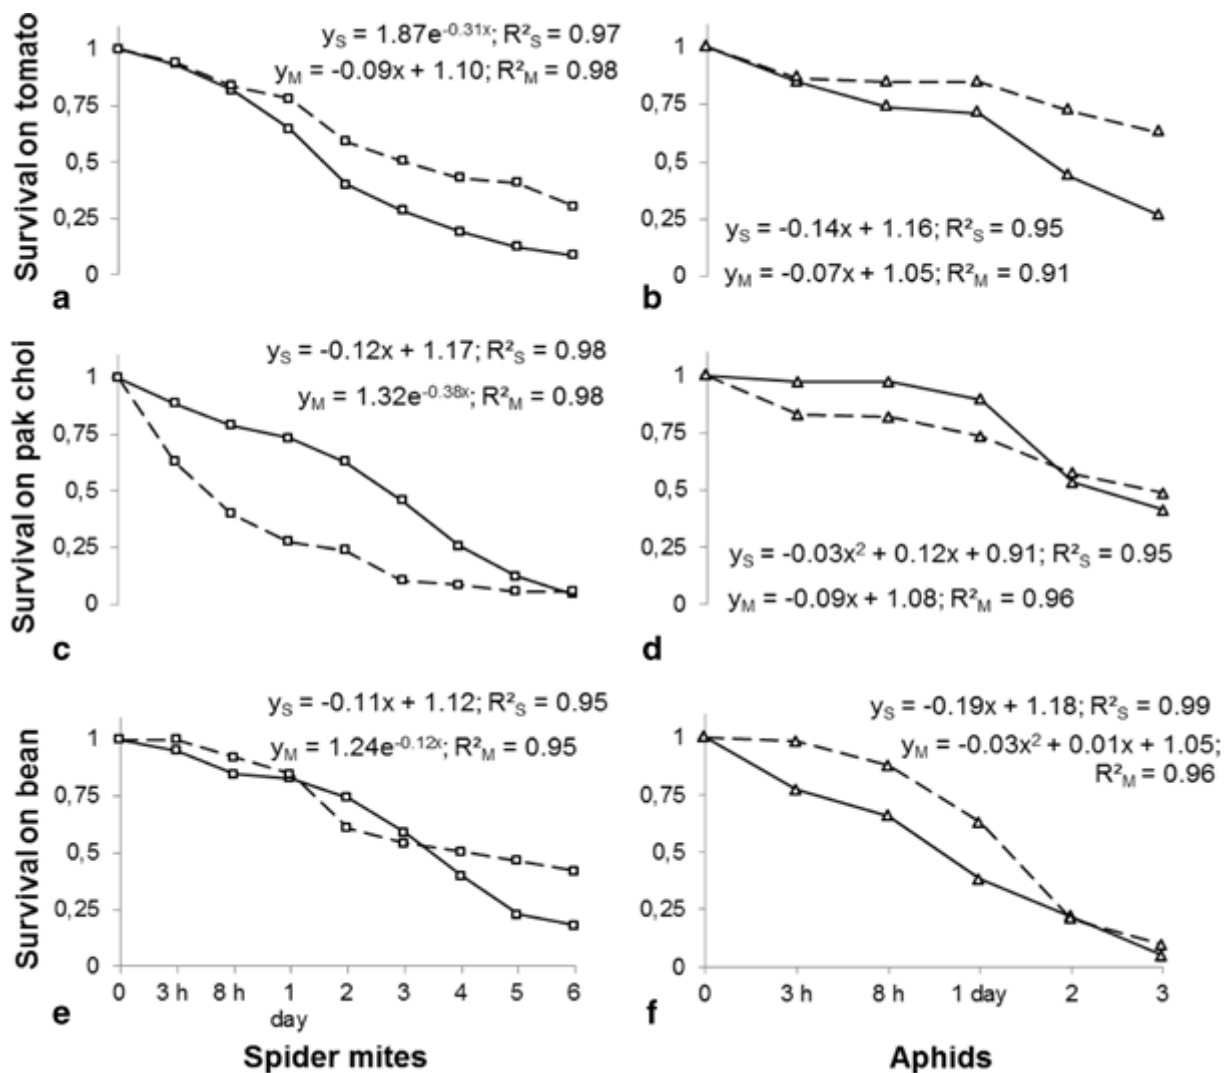 Survival on tomato
y_S = 1.87e^-0.31x; R²_S = 0.97
y_M = -0.09x + 1.10; R²_M = 0.98
1
0,75
0,5
0,25
0
a
1
0,75
0,5
0,25
0
y_S = -0.14x + 1.16; R²_S = 0.95
y_M = -0.07x + 1.05; R²_M = 0.91
b
Survival on pak choi
y_S = -0.12x + 1.17; R²_S = 0.98
y_M = 1.32e^-0.38x; R²_M = 0.98
1
0,75
0,5
0,25
0
c
1
0,75
0,5
0,25
0
y_S = -0.03x² + 0.12x + 0.91; R²_S = 0.95
y_M = -0.09x + 1.08; R²_M = 0.96
d
Survival on bean
y_S = -0.11x + 1.12; R²_S = 0.95
y_M = 1.24e^-0.12x; R²_M = 0.95
1
0,75
0,5
0,25
0
0 3 h 8 h 1 2 3 4 5 6
day
e
Spider mites
y_S = -0.19x + 1.18; R²_S = 0.99
y_M = -0.03x² + 0.01x + 1.05;
R²_M = 0.96
1
0,75
0,5
0,25
0
0 3 h 8 h 1 day 2 3
f
Aphids